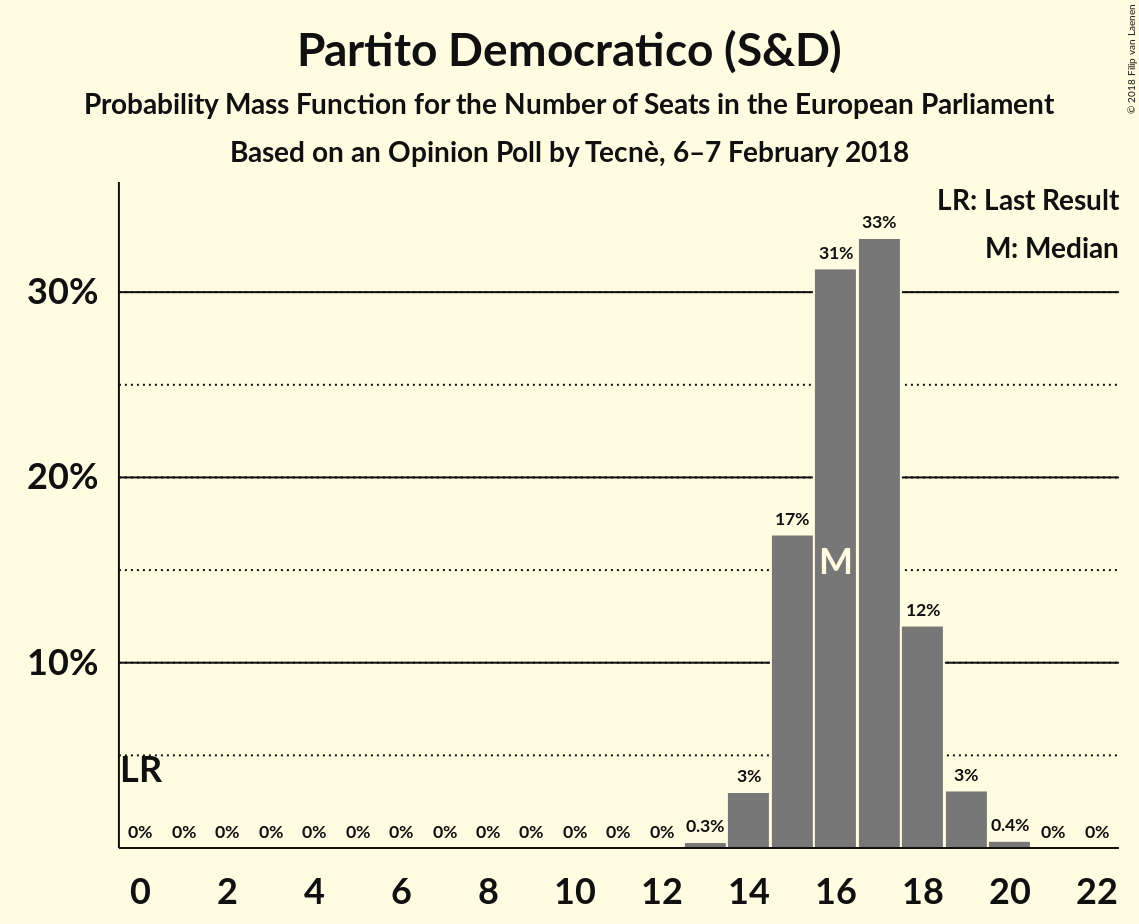 Partito Democratico (S&D)
Probability Mass Function for the Number of Seats in the European Parliament
Based on an Opinion Poll by Tecnè, 6–7 February 2018
© 2018 Filip van Laenen
LR: Last Result
M: Median
33%
31%
30%
20%
17%
M
12%
10%
LR
3%
3%
0% 0% 0% 0% 0% 0% 0% 0% 0% 0% 0% 0% 0% 0.3% 0.4% 0% 0%
0 2 4 6 8 10 12 14 16 18 20 22